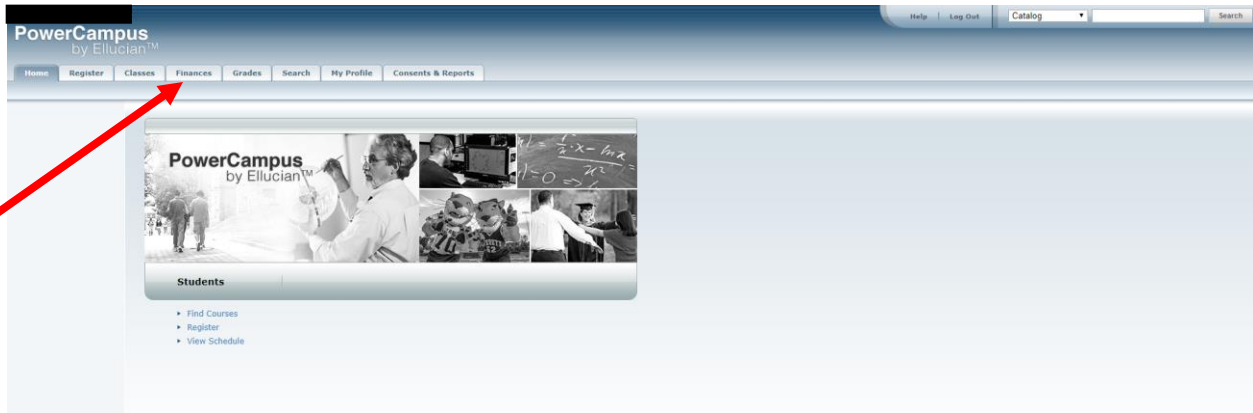 Help | Log Out Catalog Search
PowerCampus
by Ellucian™
Home Register Classes Finances Grades Search My Profile Consents & Reports
PowerCampus
by Ellucian™
Students
Find Courses
Register
View Schedule